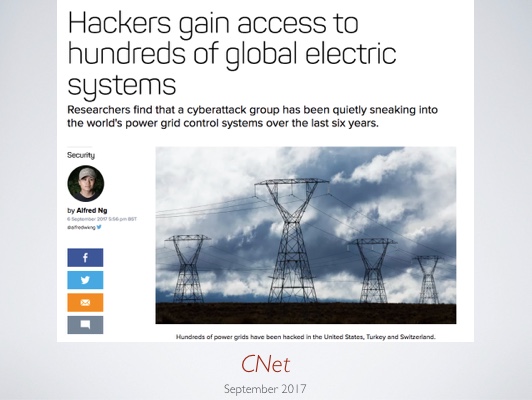 Hackers gain access to
hundreds of global electric
systems
Researchers find that a cyberattack group has been quietly sneaking into
the world's power grid control systems over the last six years.
Security
by Alfred Ng
6 September 2017 5:56 pm BST
@alfredwkng
Hundreds of power grids have been hacked in the United States, Turkey and Switzerland.
CNet
September 2017